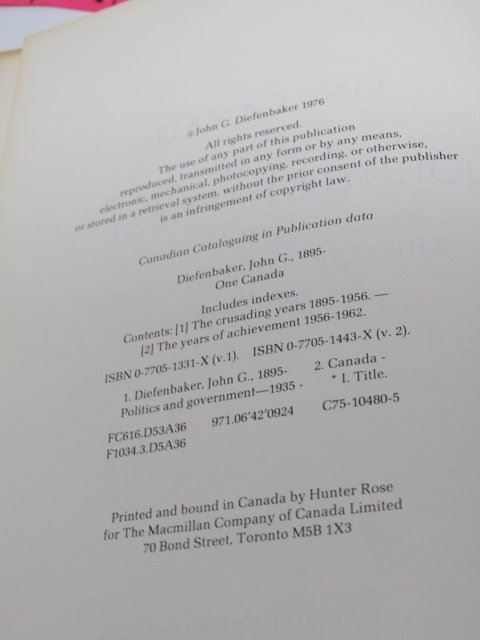 ©John G. Diefenbaker 1976
All rights reserved.
The use of any part of this publication
reproduced, transmitted in any form or by any means,
electronic, mechanical, photocopying, recording, or otherwise,
or stored in a retrieval system, without the prior consent of the publisher
is an infringement of copyright law.
Canadian Cataloguing in Publication data
Diefenbaker, John G., 1895-
One Canada
Includes indexes.
Contents: [1] The crusading years 1895-1956. —
[2] The years of achievement 1956-1962.
ISBN 0-7705-1331-X (v.1). ISBN 0-7705-1443-X (v. 2).
1. Diefenbaker, John G., 1895- 2. Canada -
Politics and government—1935 - * I. Title.
FC616.D53A36 971.06'42'0924 C75-10480-5
F1034.3.D5A36
Printed and bound in Canada by Hunter Rose
for The Macmillan Company of Canada Limited
70 Bond Street, Toronto M5B 1X3